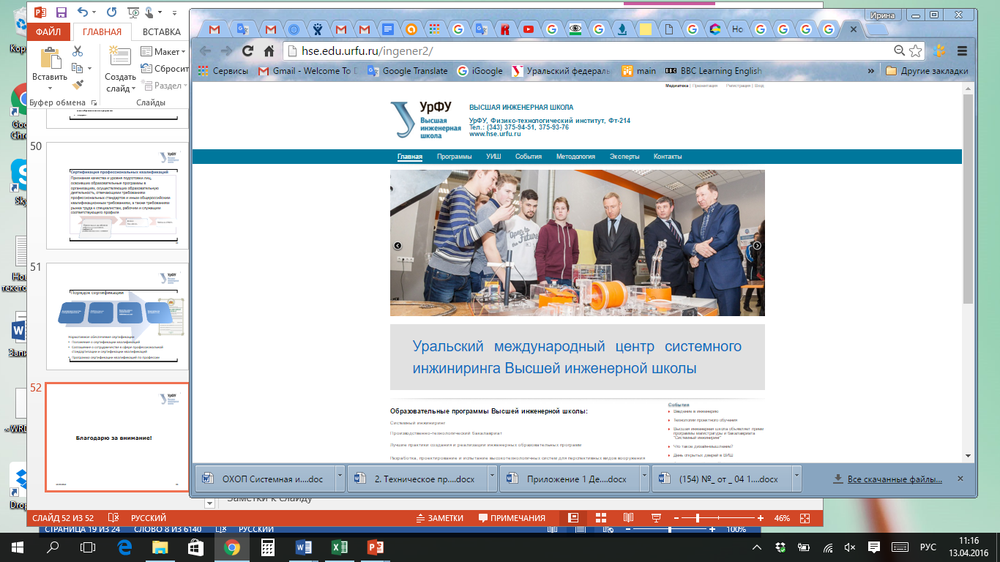 Ирина
ФАЙЛ
ГЛАВНАЯ
ВСТАВКА
hse.edu.urfu.ru/ingener2/
Сервисы
Gmail - Welcome To
Google Translate
iGoogle
Уральский федераль
main
BBC Learning English
»
Другие закладки
Вставить
Создать
слайд
Макет
Сбросит
Раздел
Буфер обмена
Слайды
Медиатека | Презентация Регистрация | Вход
УрФУ
Высшая
инженерная
школа
ВЫСШАЯ ИНЖЕНЕРНАЯ ШКОЛА
УрФУ, Физико-технологический институт, Фт-214
Тел.: (343) 375-94-51, 375-93-76
www.hse.urfu.ru
Главная Программы УИШ События Методология Эксперты Контакты
Уральский международный центр системного
инжиниринга Высшей инженерной школы
Образовательные программы Высшей инженерной школы:
Системный инжиниринг
Производственно-технологический бакалавриат
Лучшие практики создания и реализации инженерных образовательных программ
Разработка, проектирование и испытание высокотехнологичных систем для перспективных видов вооружения
События
Введение в инженерию
Технологии проектного обучения
Высшая инженерная школа объявляет прием
программы магистратуры и бакалавриата
"Системный инжиниринг"
Что такое дизайн-мышление?
День открытых дверей в ВИШ
50
Сертификация профессиональных квалификаций
Признание качества и уровня подготовки лиц,
освоивших образовательные программы в
организациях, осуществляющих образовательную
деятельность, отвечающими требованиям
профессиональных стандартов и иным общероссийским
квалификационным требованиям, а также требованиям
рынка труда к специалистам, рабочим и служащим
соответствующего профиля
51
Порядок сертификации
Нормативное обеспечение сертификации
Положение о сертификации квалификаций
Соглашение о сотрудничестве в сфере профессиональной
стандартизации и сертификации квалификаций
Программа сертификации квалификаций по профессии
52
Благодарю за внимание!
ОХОП Системная и....doc
2. Техническое пр....docx
Приложение 1 Де....docx
(154) №_ от _ 04 1....docx
Все скачанные файлы...
Заметки к слайду
СЛАЙД 52 ИЗ 52
РУССКИЙ
ЗАМЕТКИ
ПРИМЕЧАНИЯ
46%
СТРАНИЦА 19 ИЗ 24 СЛОВО 8 ИЗ 6140 РУССКИЙ
100%
РУС
11:16
13.04.2016